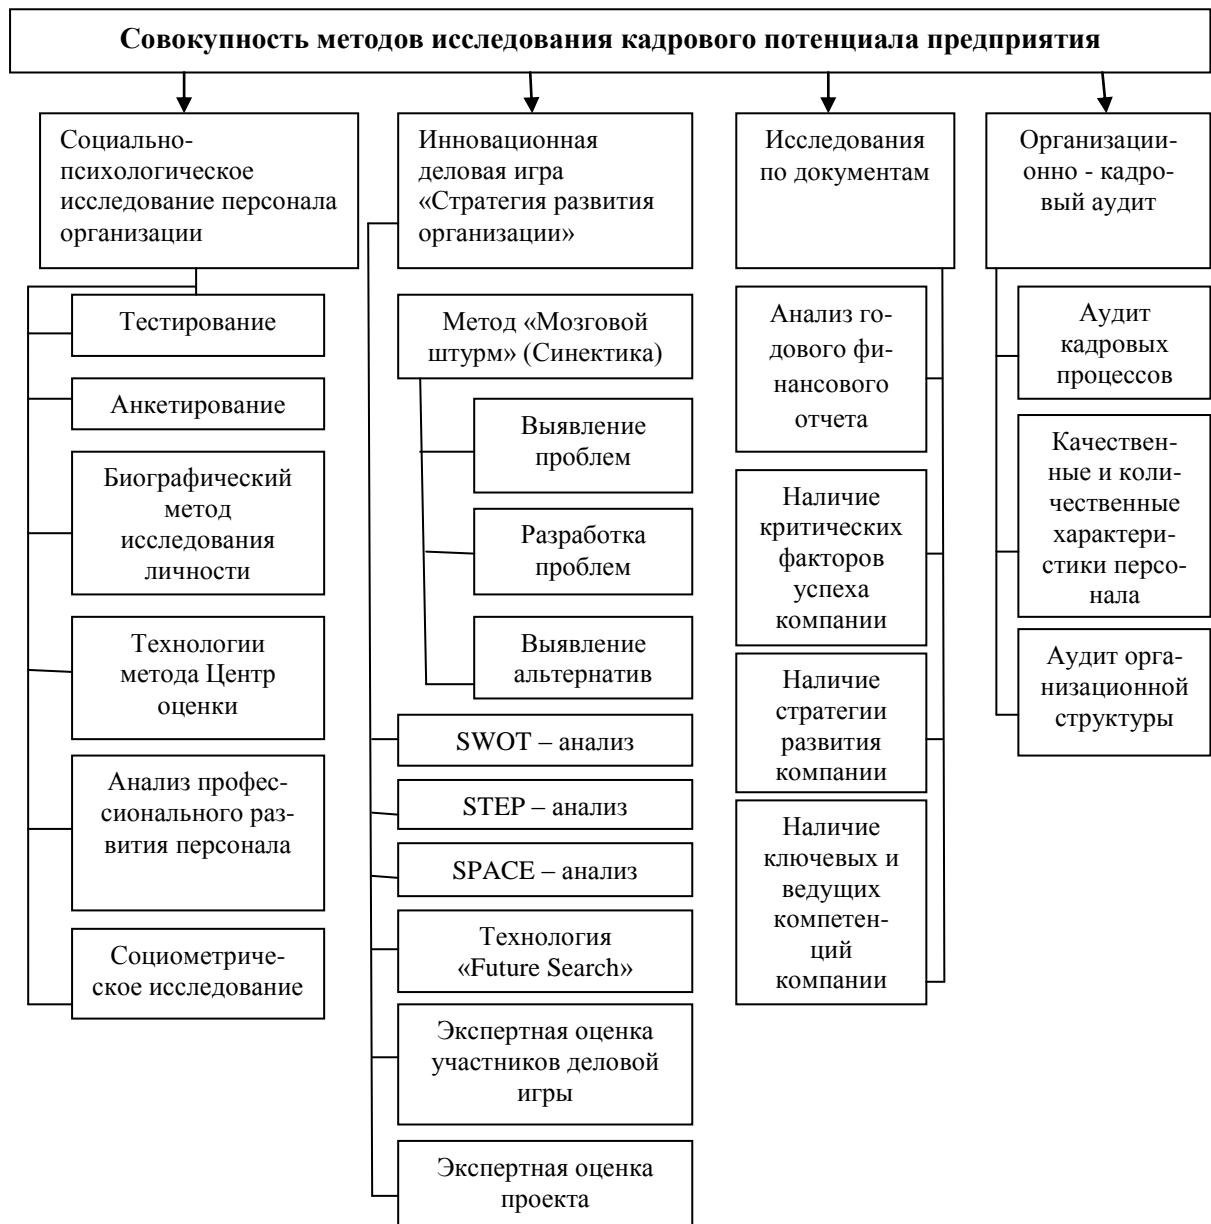 Совокупность методов исследования кадрового потенциала предприятия
Социально-
психологическое
исследование персонала
организации
Тестирование
Анкетирование
Биографический
метод
исследования
личности
Технологии
метода Центр
оценки
Анализ профес-
сионального раз-
вития персонала
Социометриче-
ское исследование
Инновационная
деловая игра
«Стратегия развития
организации»
Метод «Мозговой
штурм» (Синектика)
Выявление
проблем
Разработка
проблем
Выявление
альтернатив
SWOT – анализ
STEP – анализ
SPACE – анализ
Технология
«Future Search»
Экспертная оценка
участников деловой
игры
Экспертная оценка
проекта
Исследования
по документам
Анализ го-
дового фи-
нансового
отчета
Наличие
критических
факторов
успеха
компании
Наличие
стратегии
развития
компании
Наличие
ключевых и
ведущих
компетен-
ций
компании
Организаци-
онно - кадро-
вый аудит
Аудит
кадровых
процессов
Качествен-
ные и коли-
чественные
характери-
стики персо-
нала
Аудит орга-
низационной
структуры